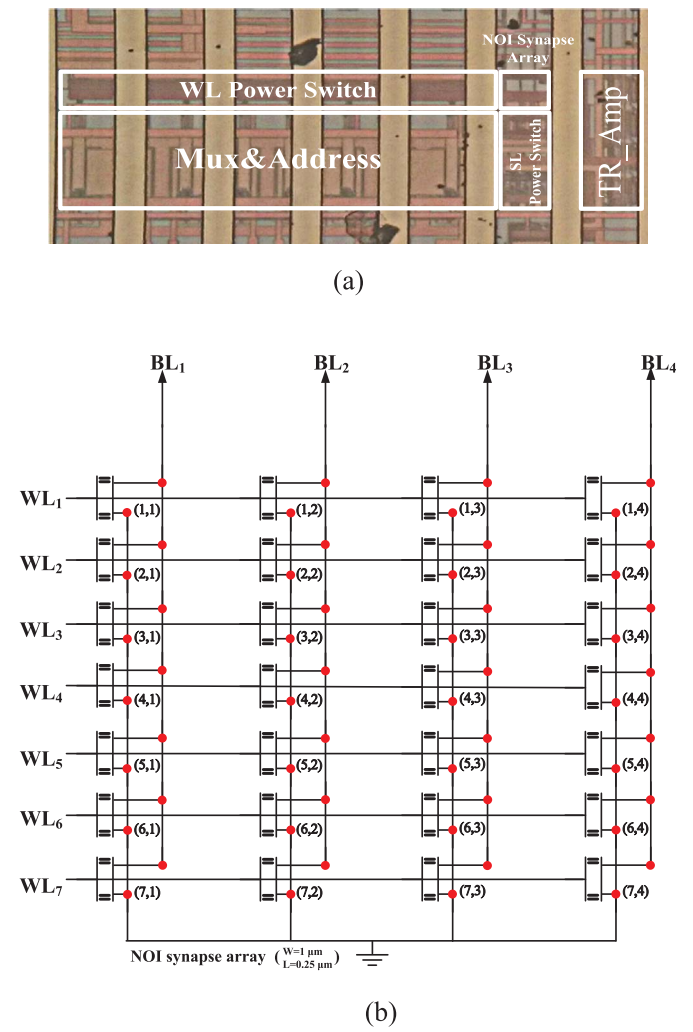 NOI Synapse
Array
WL Power Switch
Mux&Address
SL
Power Switch
TR_Amp
(a)
BL1 BL2 BL3 BL4
WL1 (1,1) (1,2) (1,3) (1,4)
WL2 (2,1) (2,2) (2,3) (2,4)
WL3 (3,1) (3,2) (3,3) (3,4)
WL4 (4,1) (4,2) (4,3) (4,4)
WL5 (5,1) (5,2) (5,3) (5,4)
WL6 (6,1) (6,2) (6,3) (6,4)
WL7 (7,1) (7,2) (7,3) (7,4)
NOI synapse array (W=1 μm
L=0.25 μm)
(b)